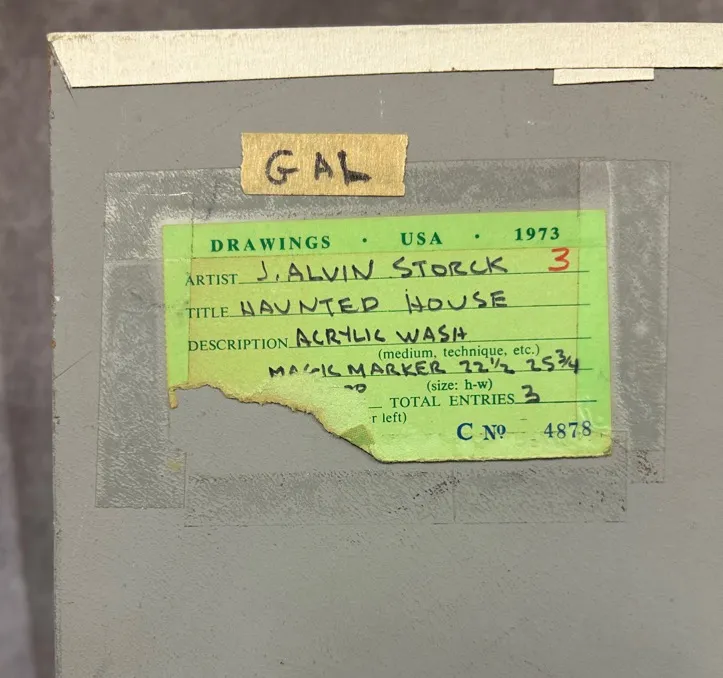 GAL
DRAWINGS · USA · 1973
3
ARTIST J. ALVIN STORCK
TITLE HAUNTED HOUSE
DESCRIPTION ACRYLIC WASH
(medium, technique, etc.)
MAGIC MARKER 22½ 25¾
(size: h-w)
TOTAL ENTRIES 3
r left)
C Nº 4878